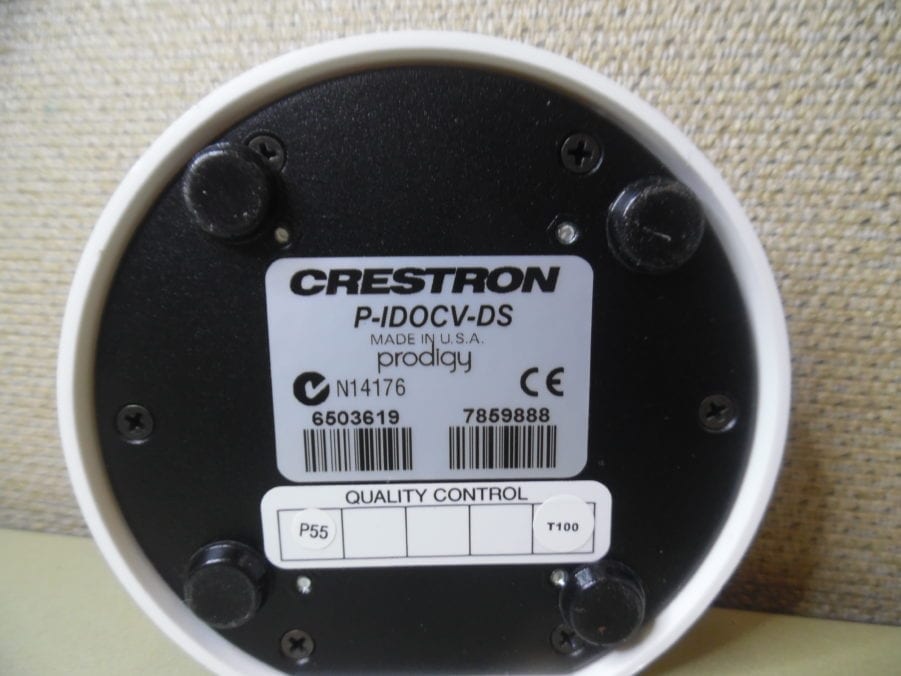 CRESTRON
P-IDOCV-DS
MADE IN U.S.A.
prodigy
N14176 CE
6503619 7859888
QUALITY CONTROL
P55 T100